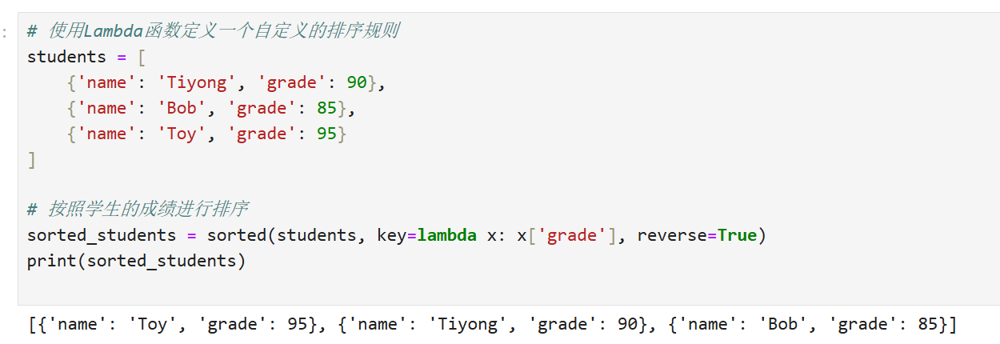 # 使用Lambda函数定义一个自定义的排序规则
students = [
    {'name': 'Tiyong', 'grade': 90},
    {'name': 'Bob', 'grade': 85},
    {'name': 'Toy', 'grade': 95}
]
# 按照学生的成绩进行排序
sorted_students = sorted(students, key=lambda x: x['grade'], reverse=True)
print(sorted_students)
[{'name': 'Toy', 'grade': 95}, {'name': 'Tiyong', 'grade': 90}, {'name': 'Bob', 'grade': 85}]